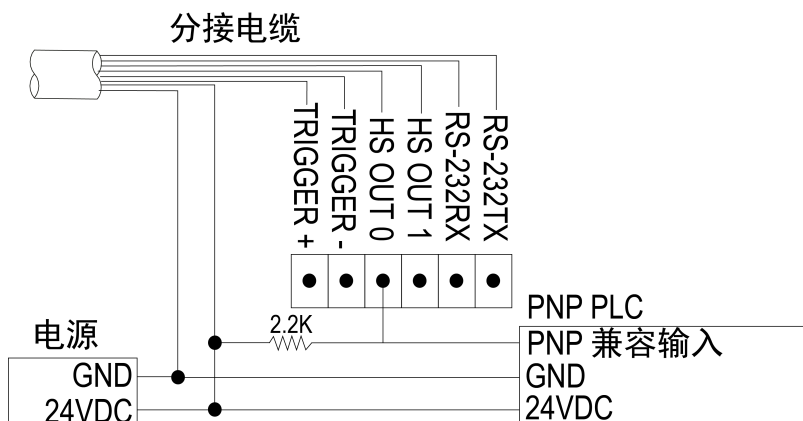 分接电缆
TRIGGER +
TRIGGER -
HS OUT 0
HS OUT 1
RS-232RX
RS-232TX
PNP PLC
电源
2.2K
PNP 兼容输入
GND
GND
24VDC
24VDC